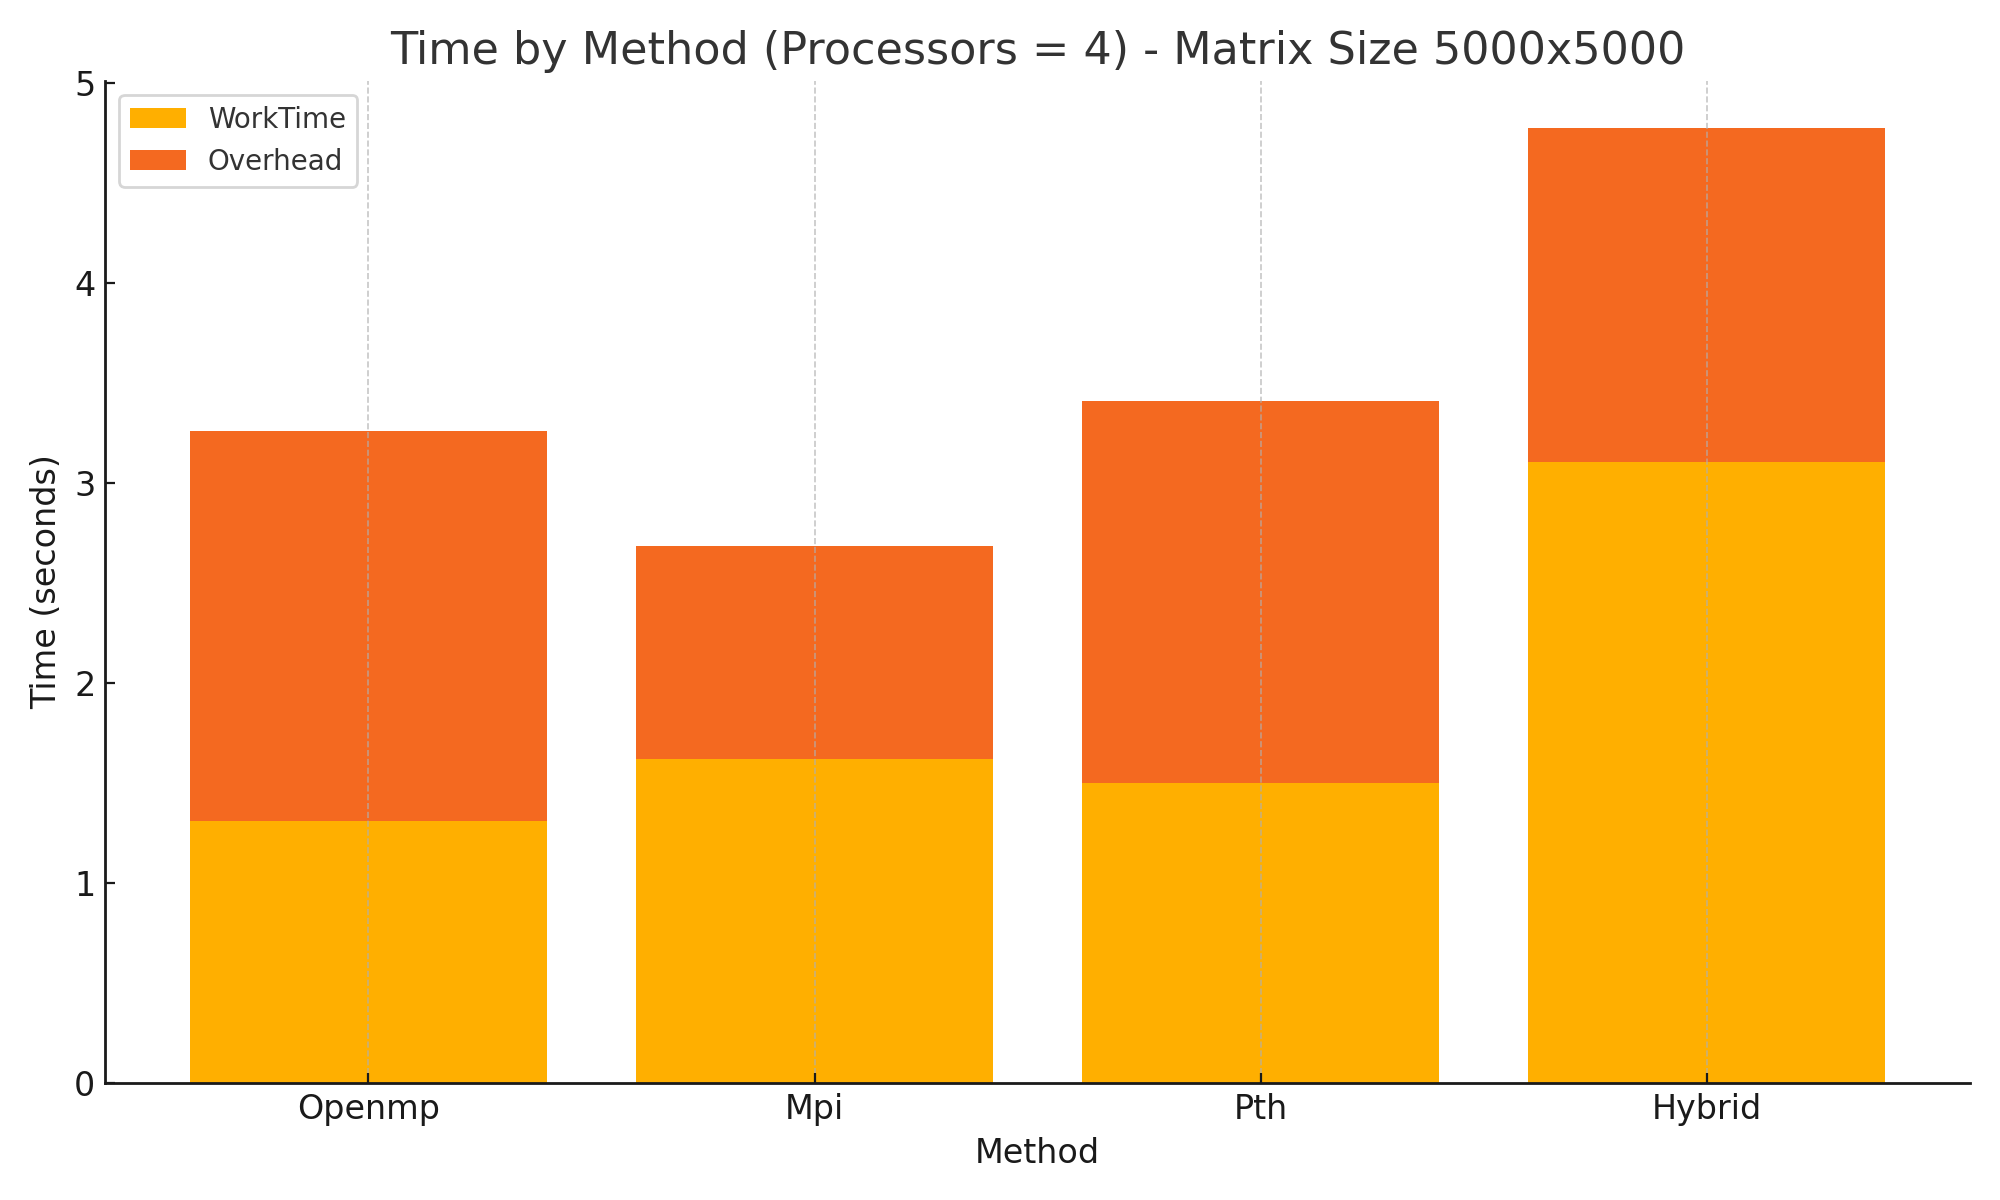 Time by Method (Processors = 4) - Matrix Size 5000x5000
WorkTime
Overhead
5
4
3
2
1
0
Time (seconds)
Openmp
Mpi
Pth
Hybrid
Method